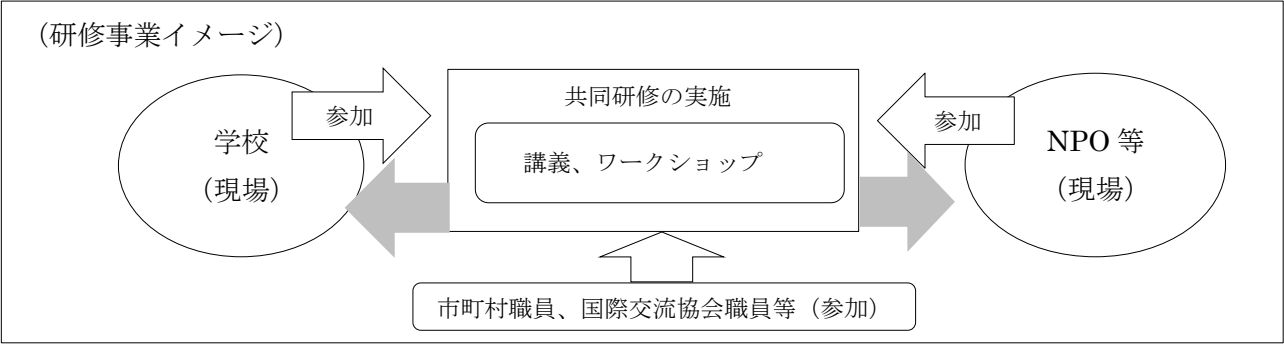 （研修事業イメージ）
学校
（現場）
参加
共同研修の実施
講義、ワークショップ
参加
NPO 等
（現場）
市町村職員、国際交流協会職員等（参加）